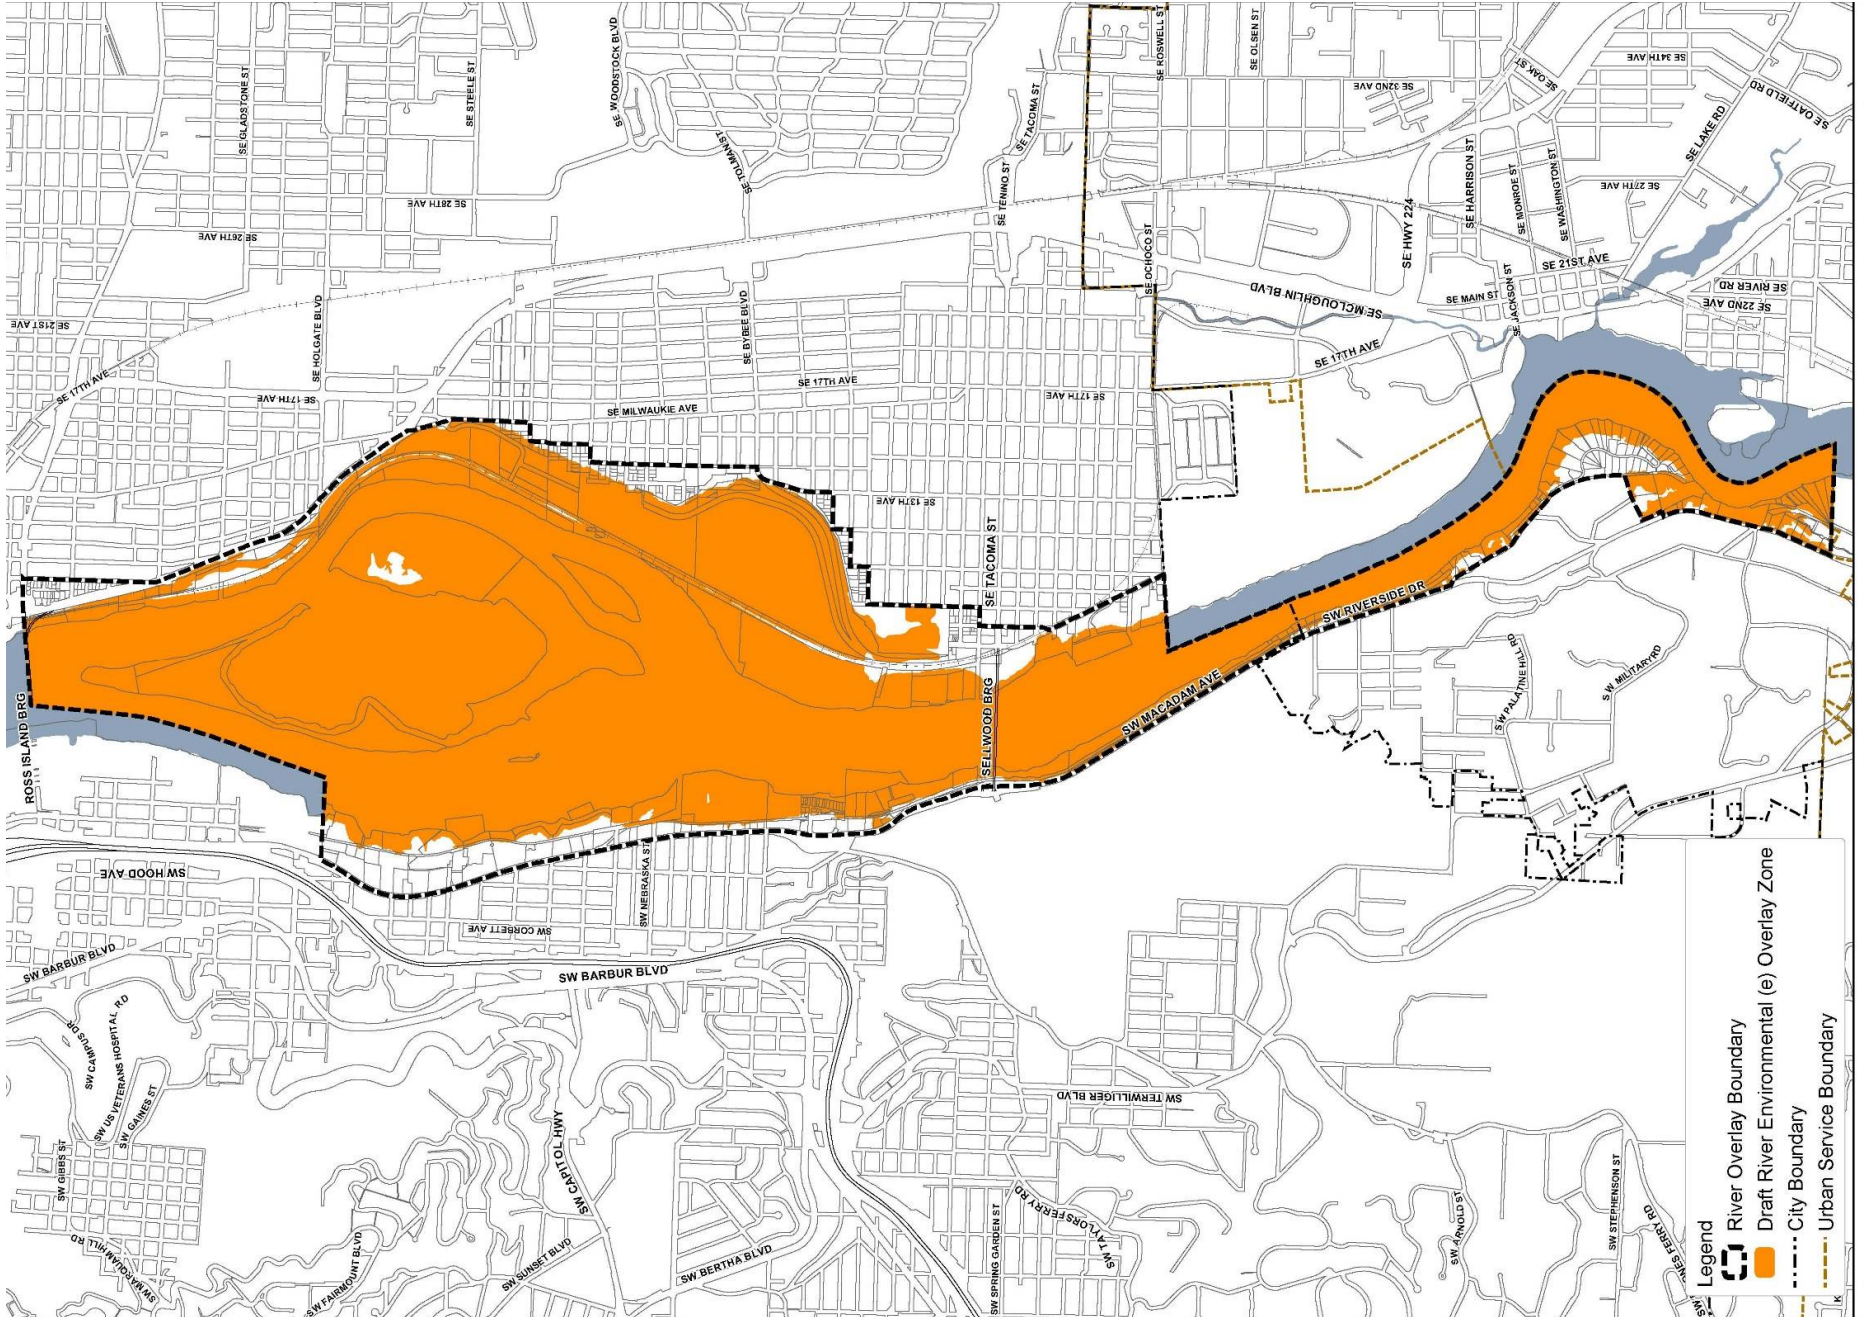 SE GLADSTONE ST
SE STEELE ST
SE WOODSTOCK BLVD
SE TOLMAN ST
SE TACOMA ST
SE ROSWELL ST
SE OLSEN ST
SE 32ND AVE
SE OAK ST
SE 34TH AVE
SE OATFIELD RD
SE LAKE RD
SE HARRISON ST
SE MONROE ST
SE WASHINGTON ST
SE 27TH AVE
SE 28TH AVE
SE 26TH AVE
SE TENINO ST
SE OCHOCO ST
SE HWY 224
SE 21ST AVE
SE MAIN ST
SE JACKSON ST
SE RIVER RD
SE 22ND AVE
SE MCLOUGHLIN BLVD
SE 17TH AVE
SE 21ST AVE
SE HOLGATE BLVD
SE BYBEE BLVD
SE 17TH AVE
SE 17TH AVE
SE 17TH AVE
SE 17TH AVE
SE MILWAUKIE AVE
SE 13TH AVE
SE TACOMA ST
ROSS ISLAND BRG
SELLWOOD BRG
SW MACADAM AVE
SW RIVERSIDE DR
SW PALATINE HILL RD
SW MILITARY RD
SW HOOD AVE
SW NEBRASKA ST
SW CORBETT AVE
SW BARBUR BLVD
SW BARBUR BLVD
SW CAMPUS DR
SW US VETERANS HOSPITAL RD
SW GAINES ST
SW GIBBS ST
SW MARQUAM HILL RD
SW FAIRMOUNT BLVD
SW SUNSET BLVD
SW CAPITOL HWY
SW BERTHA BLVD
SW SPRING GARDEN ST
SW TAYLORS FERRY RD
SW TERWILLIGER BLVD
SW ARNOLD ST
SW STEPHENSON ST
Legend
River Overlay Boundary
Draft River Environmental (e) Overlay Zone
City Boundary
Urban Service Boundary